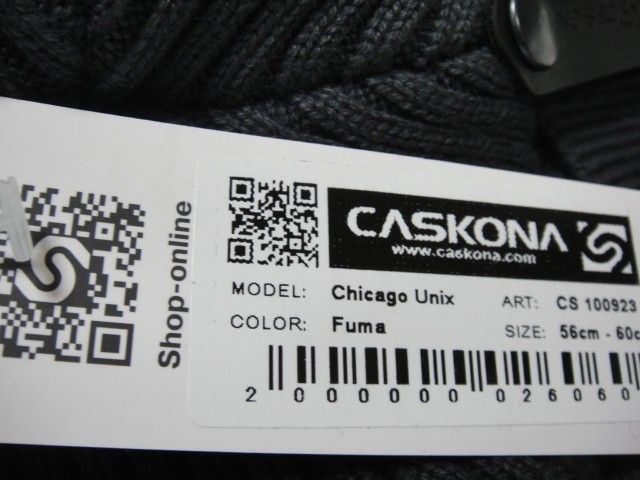 Shop-online
CASKONA
www.caskona.com
MODEL: Chicago Unix
ART: CS 100923
COLOR: Fuma
SIZE: 56cm - 60c
2 000000 026060